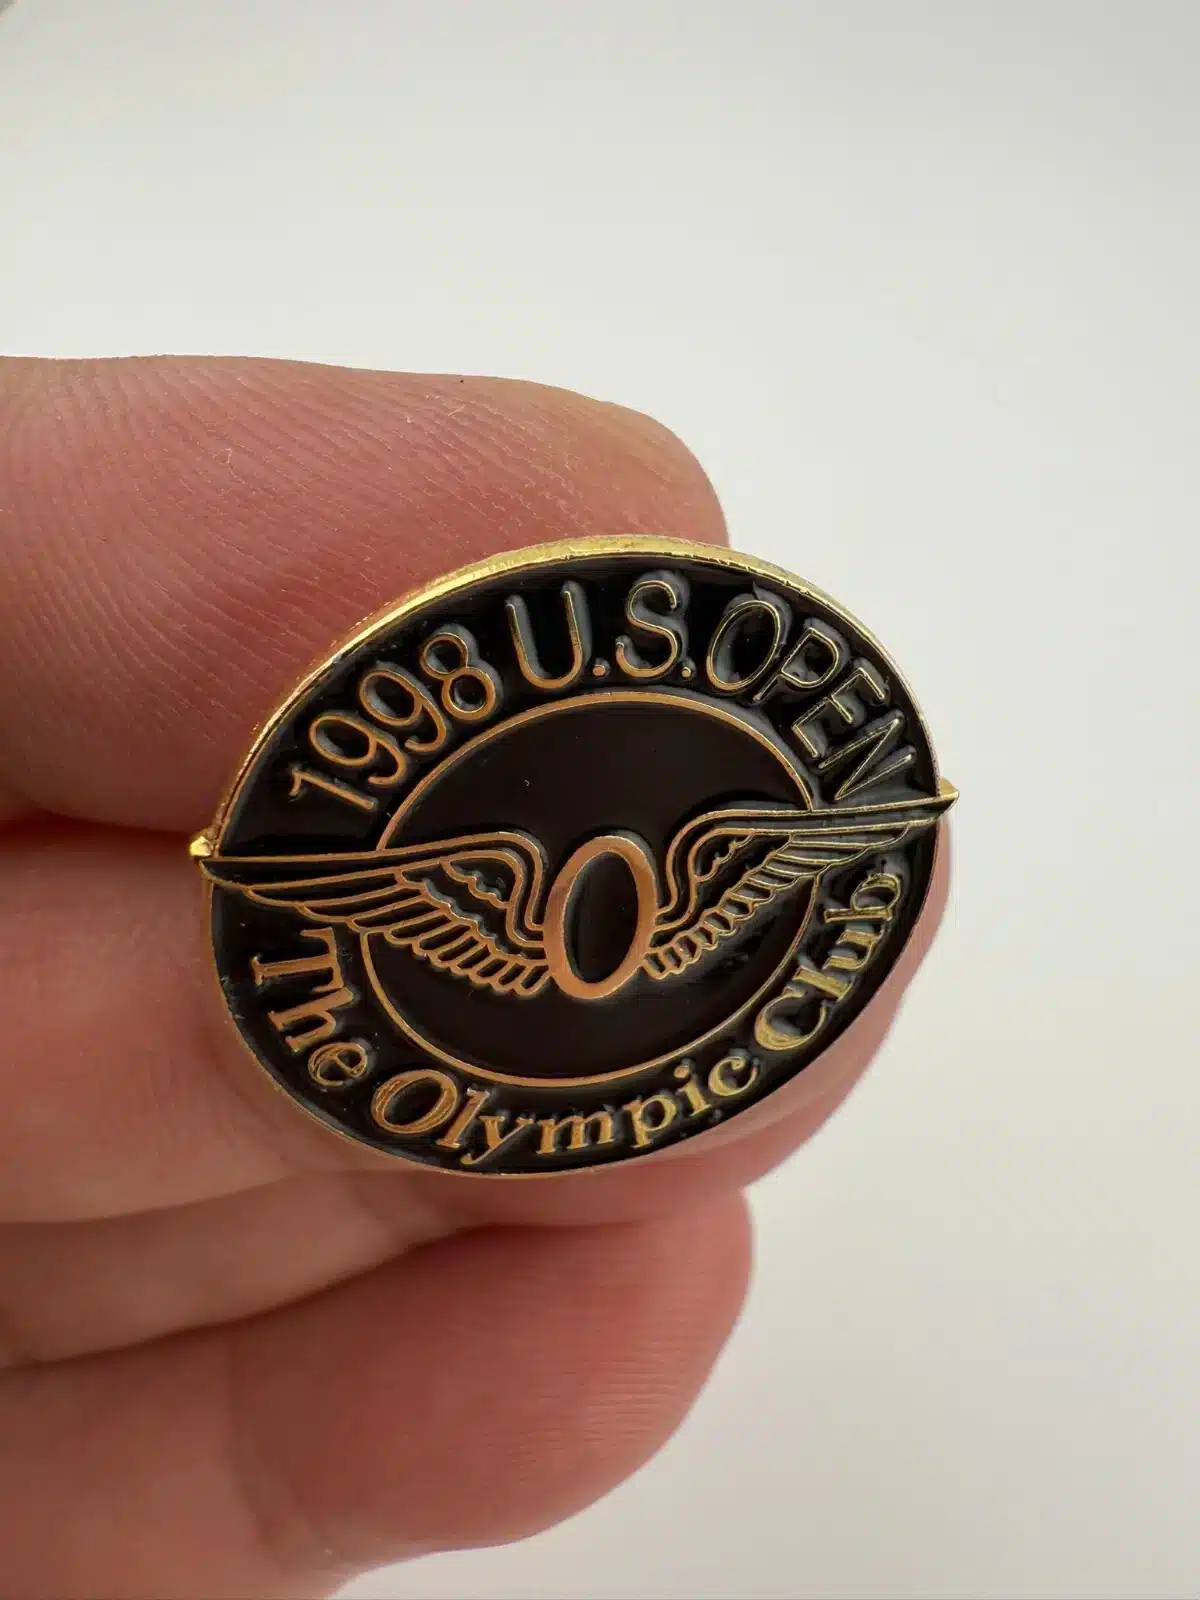 1998 U.S. OPEN
The Olympic Club